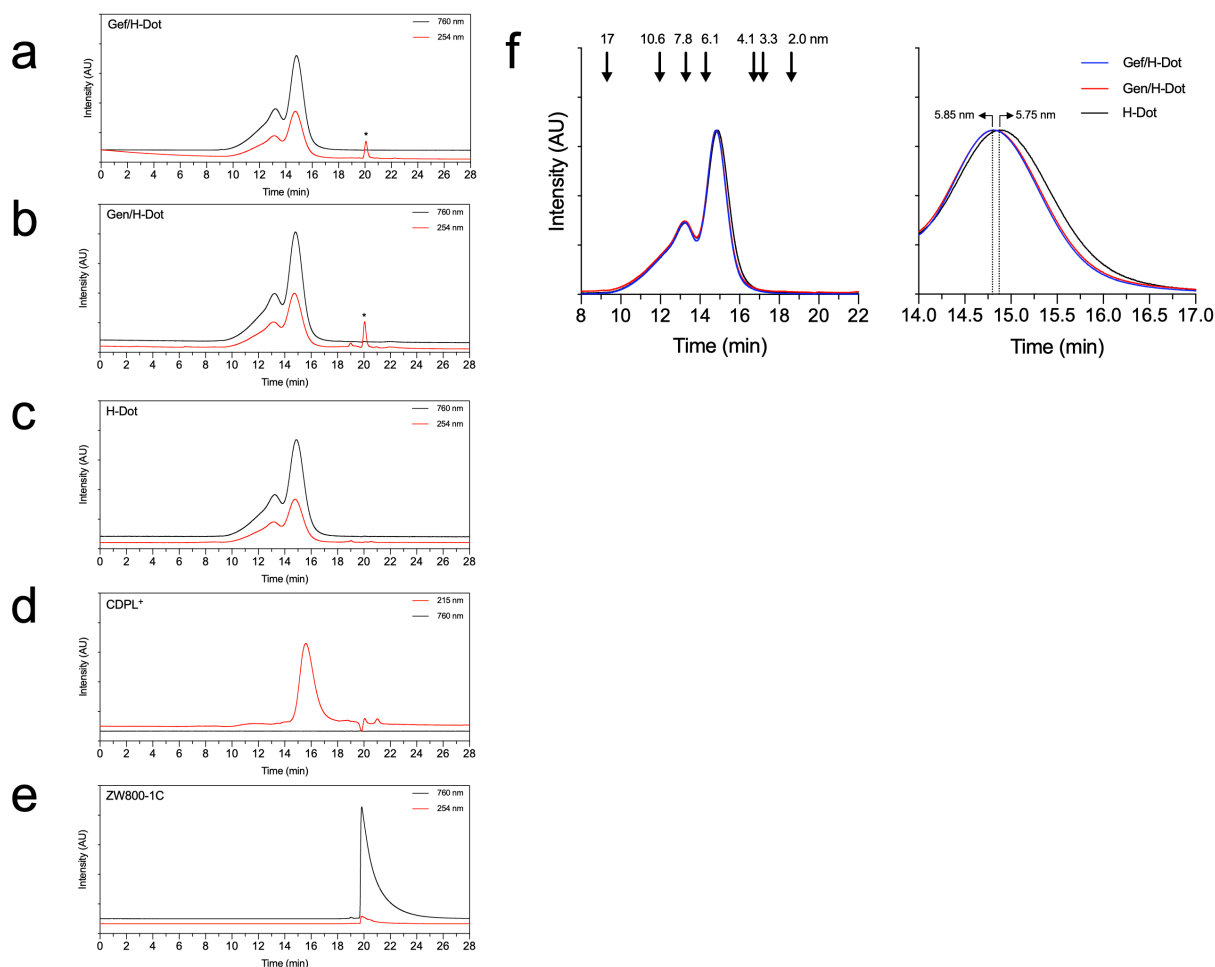 a
Gef/H-Dot
760 nm
254 nm
*
Intensity (AU)
0 2 4 6 8 10 12 14 16 18 20 22 24 26 28
Time (min)
b
Gen/H-Dot
760 nm
254 nm
*
Intensity (AU)
0 2 4 6 8 10 12 14 16 18 20 22 24 26 28
Time (min)
c
H-Dot
760 nm
254 nm
Intensity (AU)
0 2 4 6 8 10 12 14 16 18 20 22 24 26 28
Time (min)
d
CDPL⁺
215 nm
760 nm
Intensity (AU)
0 2 4 6 8 10 12 14 16 18 20 22 24 26 28
Time (min)
e
ZW800-1C
760 nm
254 nm
Intensity (AU)
0 2 4 6 8 10 12 14 16 18 20 22 24 26 28
Time (min)
f
17 10.6 7.8 6.1 4.1 3.3 2.0 nm
Intensity (AU)
8 10 12 14 16 18 20 22
Time (min)
Gef/H-Dot
Gen/H-Dot
H-Dot
5.85 nm 5.75 nm
14.0 14.5 15.0 15.5 16.0 16.5 17.0
Time (min)